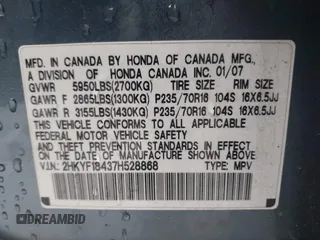 MFD. IN CANADA BY HONDA OF CANADA MFG.,
A DIVISION OF HONDA CANADA INC. 01/07
GVWR 5950LBS(2700KG) TIRE SIZE RIM SIZE
GAWR F 2865LBS(1300KG) P235/70R16 104S 16X6.5JJ
GAWR R 3155LBS(1430KG) P235/70R16 104S 16X6.5JJ
THIS VEHICLE CONFORMS TO ALL APPLICABLE
FEDERAL MOTOR VEHICLE SAFETY STANDARDS IN
EFFECT ON THE DATE OF MANUFACTURE SHOWN ABOVE.
V.I.N.: 2HKYF18437H528868 TYPE: MPV
© DRIVE AND BID